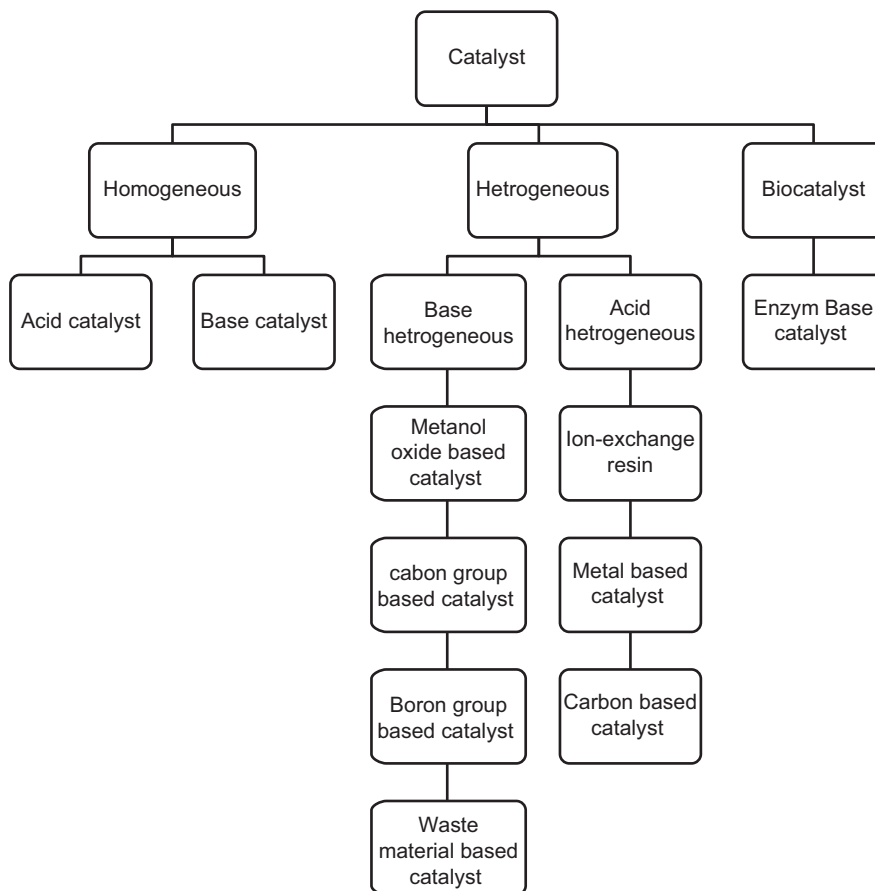 Catalyst
Homogeneous
Hetrogeneous
Biocatalyst
Acid catalyst
Base catalyst
Base
hetrogeneous
Acid
hetrogeneous
Enzym Base
catalyst
Metanol
oxide based
catalyst
Ion-exchange
resin
cabon group
based catalyst
Metal based
catalyst
Boron group
based catalyst
Carbon based
catalyst
Waste
material based
catalyst